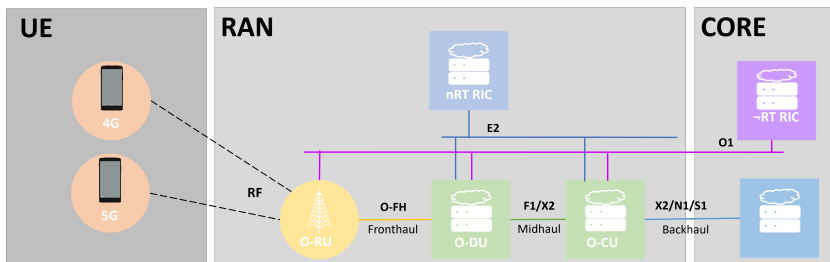 UE
RAN
CORE
nRT RIC
¬RT RIC
4G
E2
O1
5G
RF
O-FH
F1/X2
X2/N1/S1
O-RU
Fronthaul
O-DU
Midhaul
O-CU
Backhaul